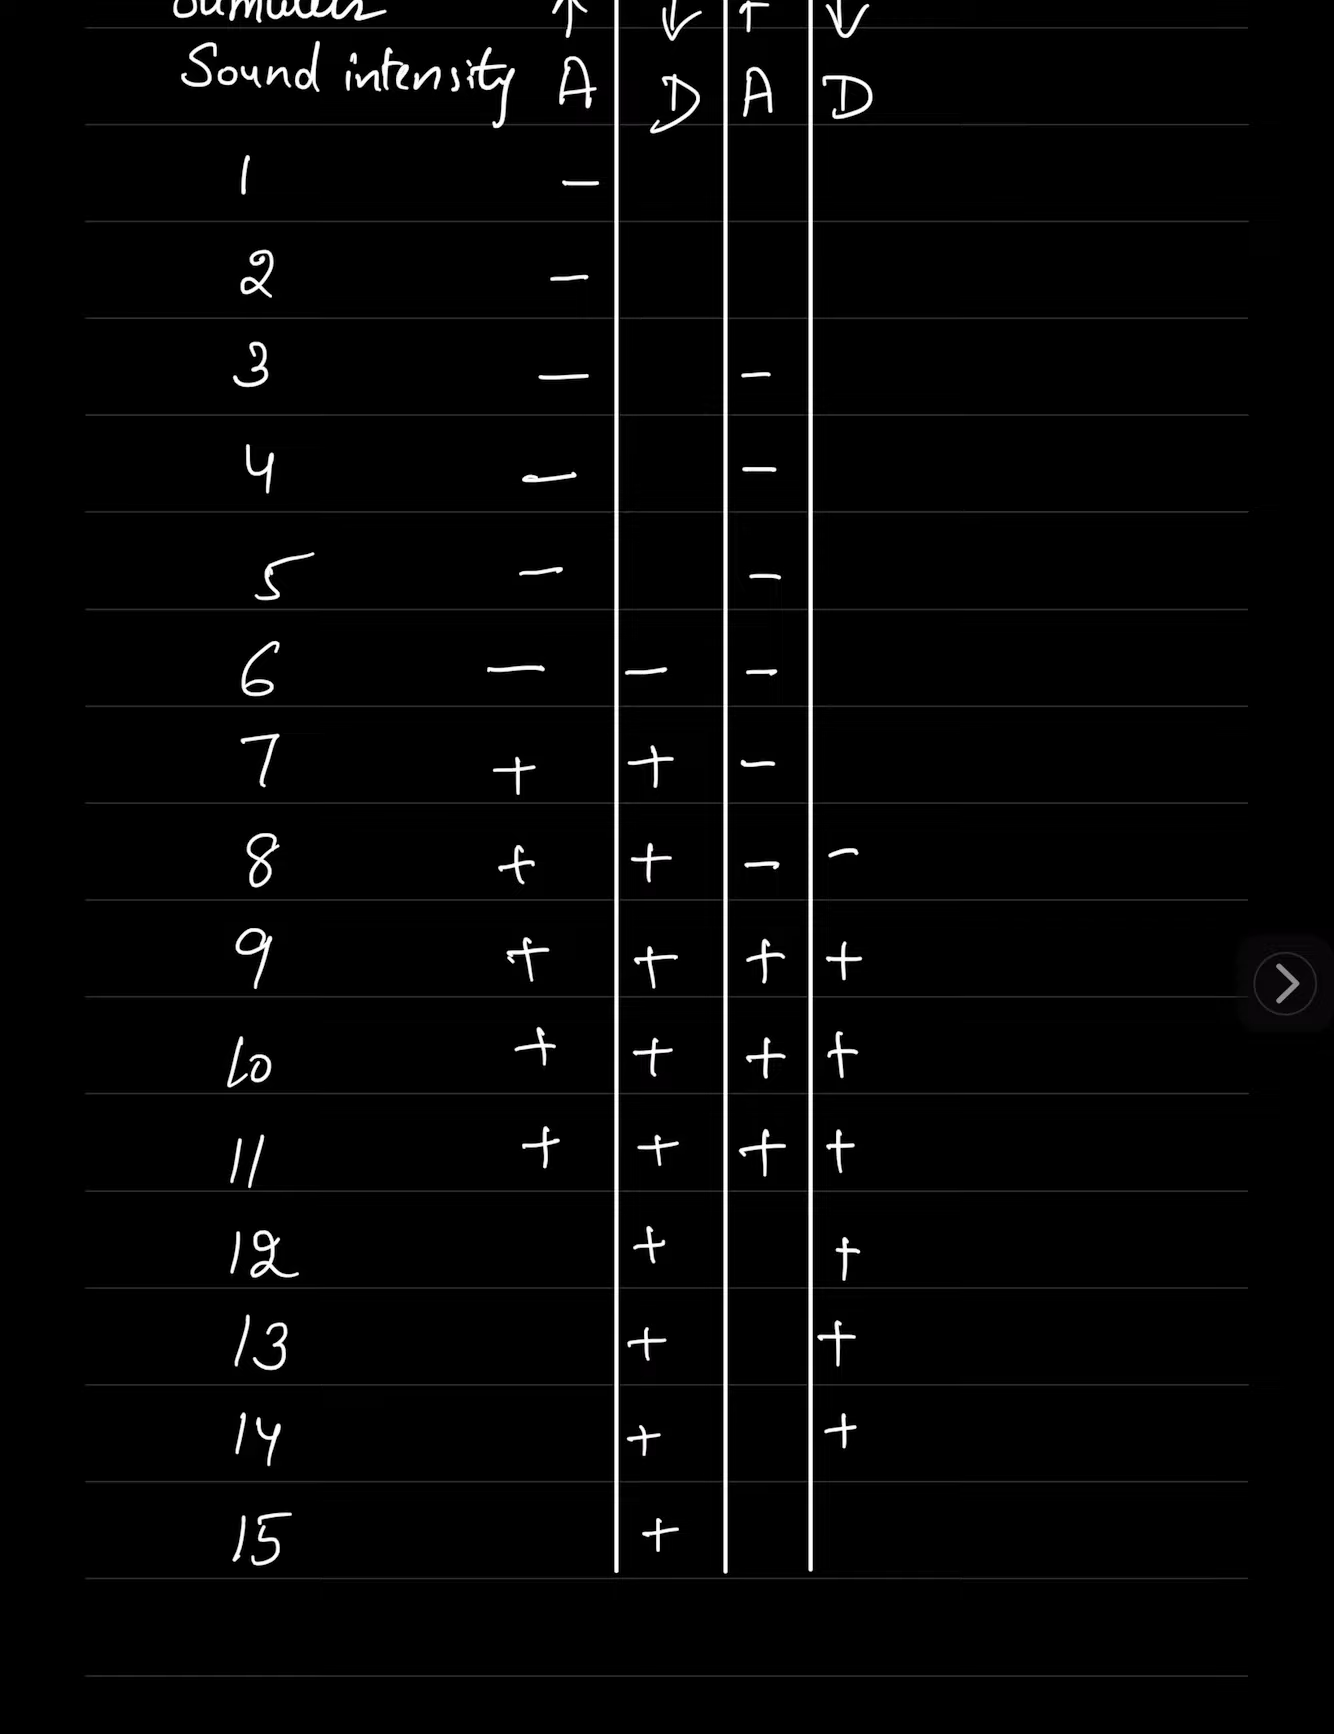 ↑ ↓ ↑ ↓
Sound intensity A D A D
1 −
2 −
3 − −
4 − −
5 − −
6 − − −
7 + + −
8 + + − −
9 + + + +
10 + + + +
11 + + + +
12 + +
13 + +
14 + +
15 +